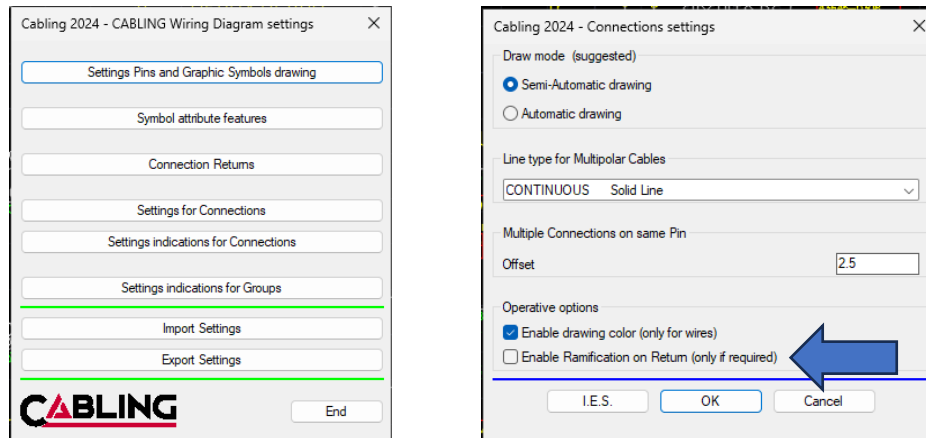 Cabling 2024 - CABLING Wiring Diagram settings
Settings Pins and Graphic Symbols drawing
Symbol attribute features
Connection Returns
Settings for Connections
Settings indications for Connections
Settings indications for Groups
Import Settings
Export Settings
CABLING
End
Cabling 2024 - Connections settings
Draw mode (suggested)
Semi-Automatic drawing
Automatic drawing
Line type for Multipolar Cables
CONTINUOUS Solid Line
Multiple Connections on same Pin
Offset 2.5
Operative options
Enable drawing color (only for wires)
Enable Ramification on Return (only if required)
I.E.S. OK Cancel